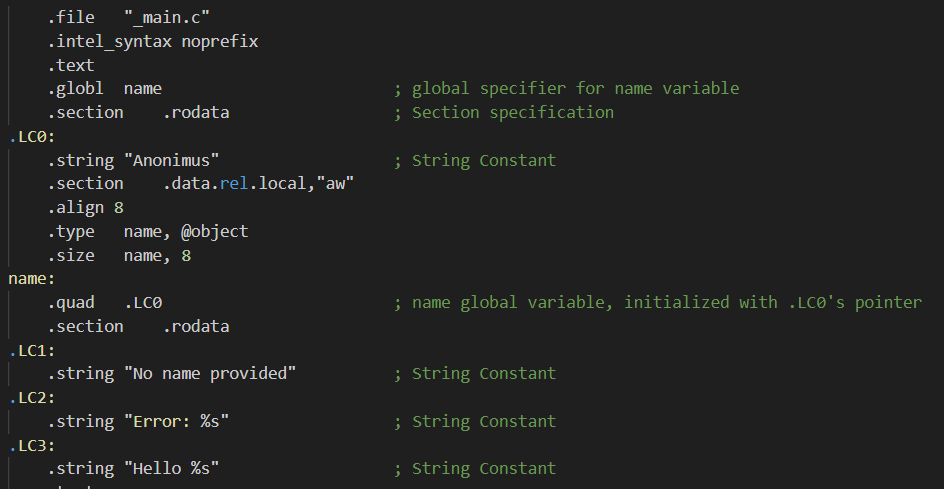 .file "_main.c"
.intel_syntax noprefix
.text
.globl name ; global specifier for name variable
.section .rodata ; Section specification
.LC0:
.string "Anonimus" ; String Constant
.section .data.rel.local,"aw"
.align 8
.type name, @object
.size name, 8
name:
.quad .LC0 ; name global variable, initialized with .LC0's pointer
.section .rodata
.LC1:
.string "No name provided" ; String Constant
.LC2:
.string "Error: %s" ; String Constant
.LC3:
.string "Hello %s" ; String Constant